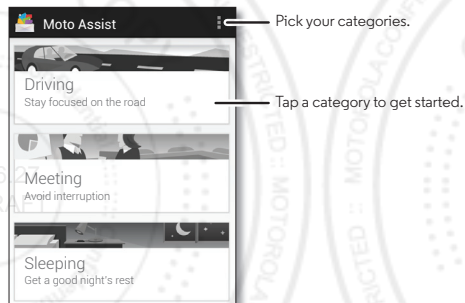 Moto Assist
Pick your categories.
Driving
Stay focused on the road
Tap a category to get started.
Meeting
Avoid interruption
Sleeping
Get a good night's rest